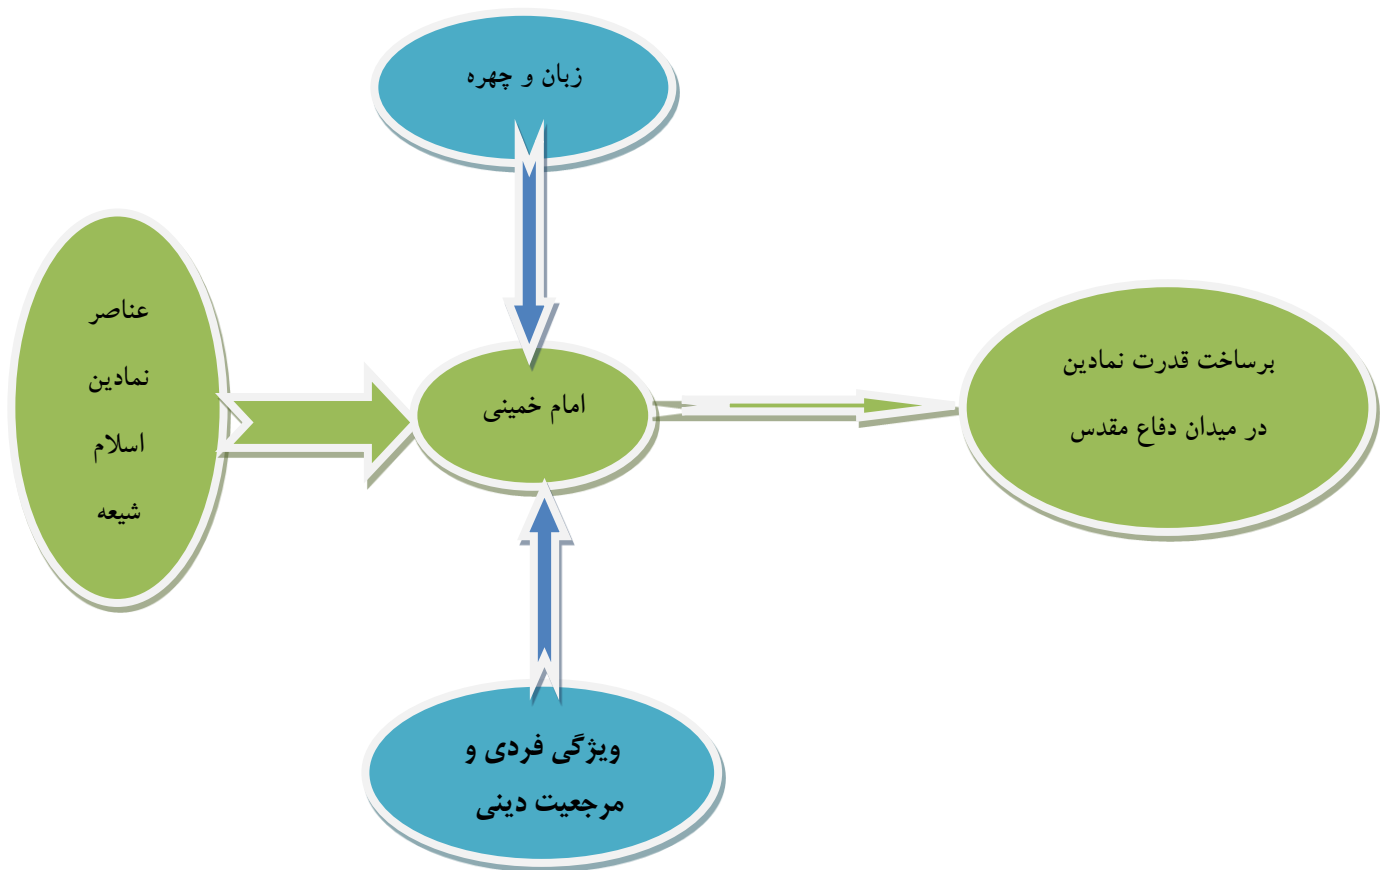 زبان و چهره
عناصر
نمادین
اسلام
شیعه
امام خمینی
برساخت قدرت نمادین
در میدان دفاع مقدس
ویژگی فردی و
مرجعیت دینی